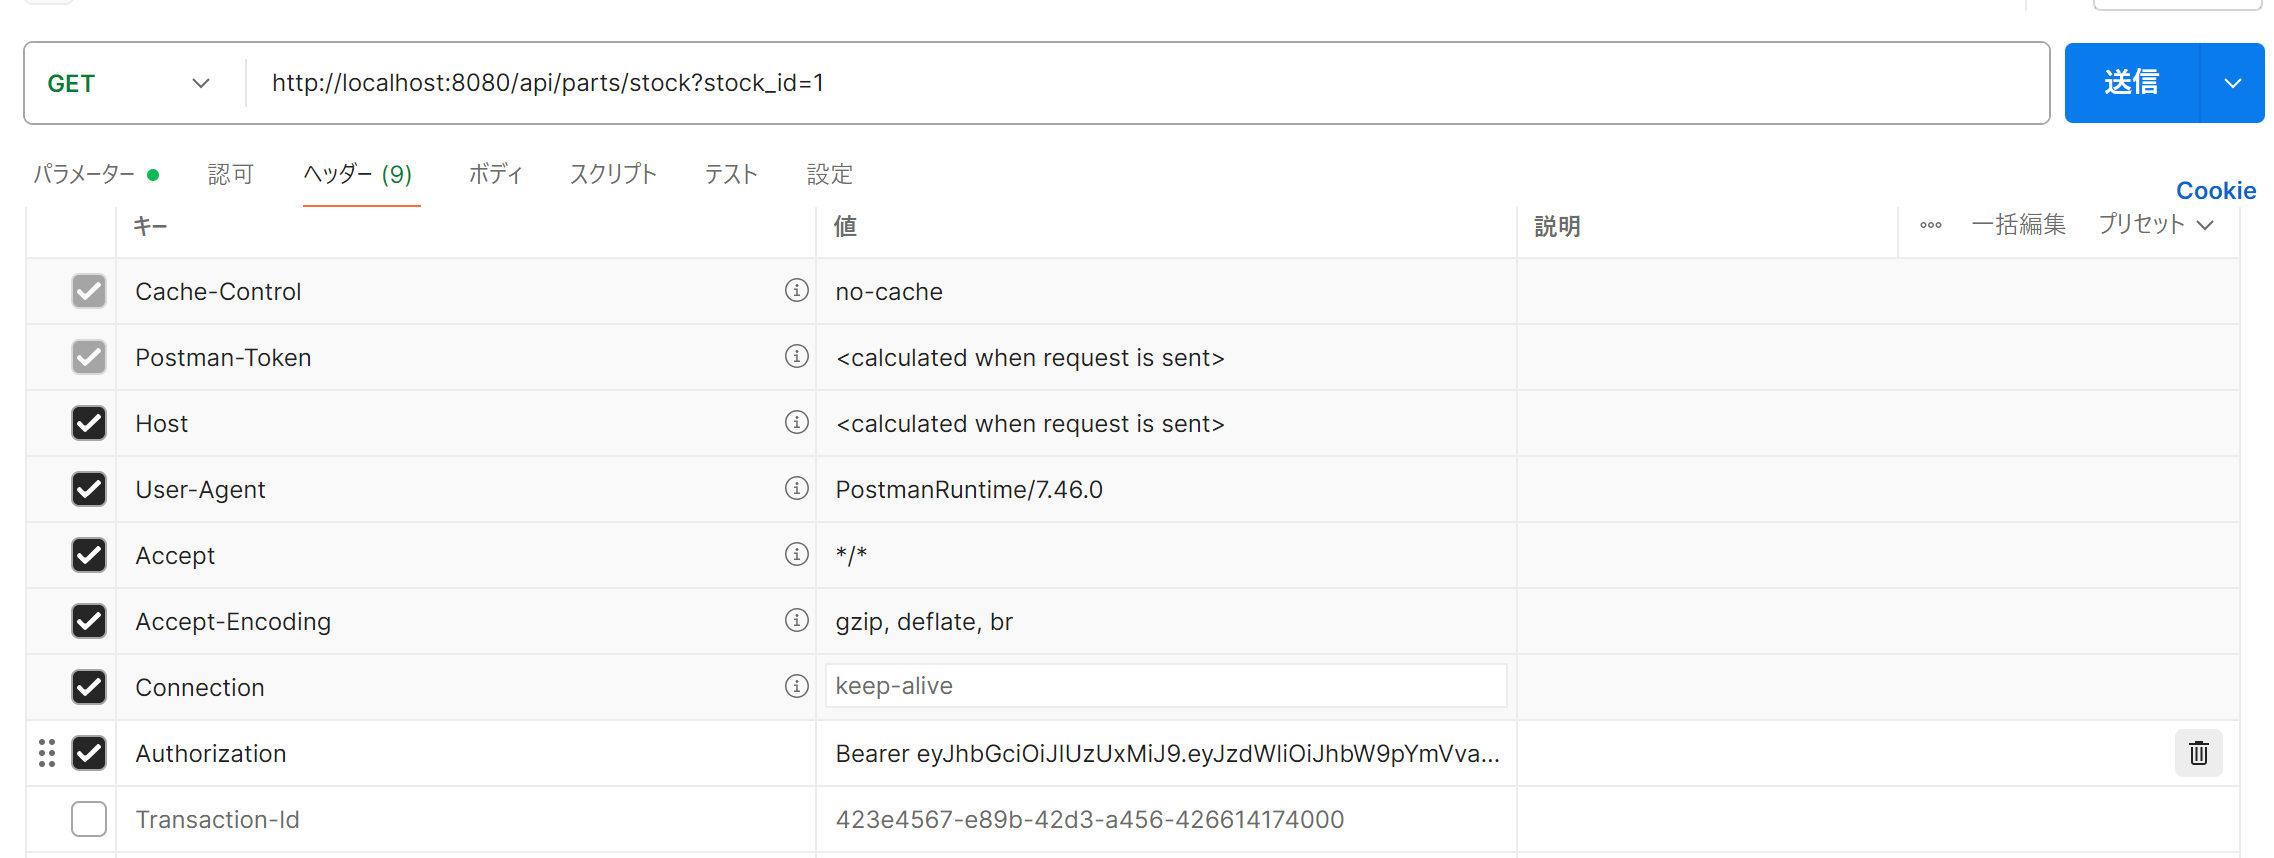 GET http://localhost:8080/api/parts/stock?stock_id=1 送信
パラメーター 認可 ヘッダー (9) ボディ スクリプト テスト 設定 Cookie
キー 値 説明 一括編集 プリセット
Cache-Control no-cache
Postman-Token <calculated when request is sent>
Host <calculated when request is sent>
User-Agent PostmanRuntime/7.46.0
Accept */*
Accept-Encoding gzip, deflate, br
Connection keep-alive
Authorization Bearer eyJhbGciOiJIUzUxMiJ9.eyJzdWIiOiJhbW9pYmVva...
Transaction-Id 423e4567-e89b-42d3-a456-426614174000